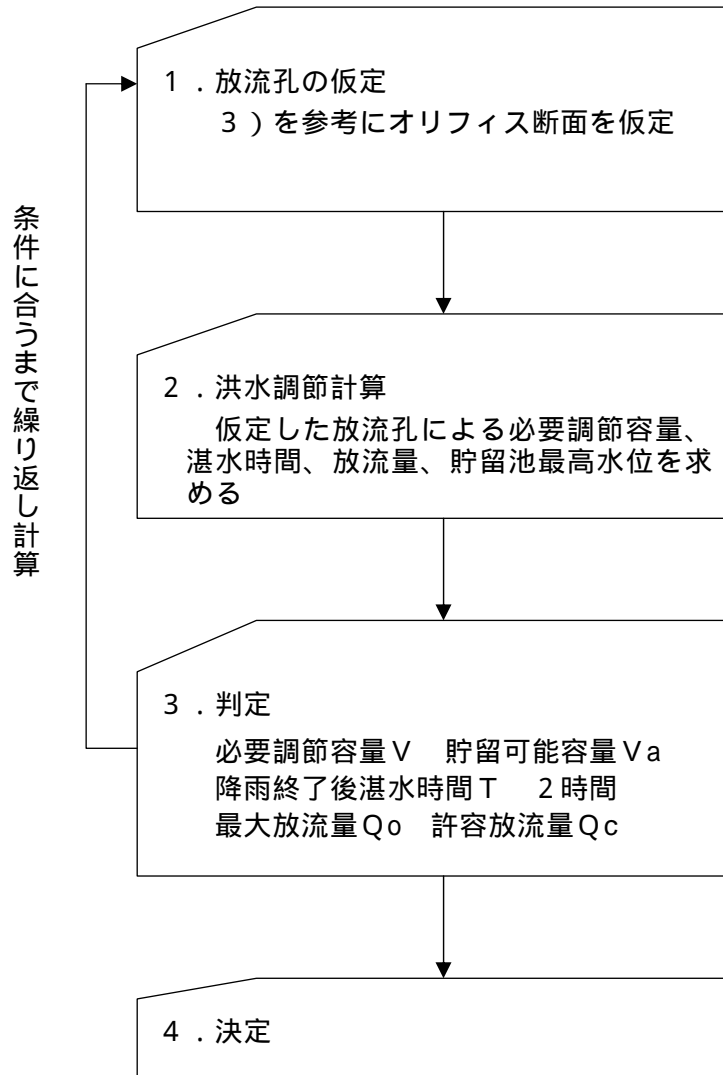 条件に合うまで繰り返し計算
１．放流孔の仮定
３）を参考にオリフィス断面を仮定
２．洪水調節計算
仮定した放流孔による必要調節容量、
湛水時間、放流量、貯留池最高水位を求
める
３．判定
必要調節容量Ｖ　貯留可能容量Ｖa
降雨終了後湛水時間Ｔ　２時間
最大放流量Ｑo　許容放流量Ｑc
４．決定